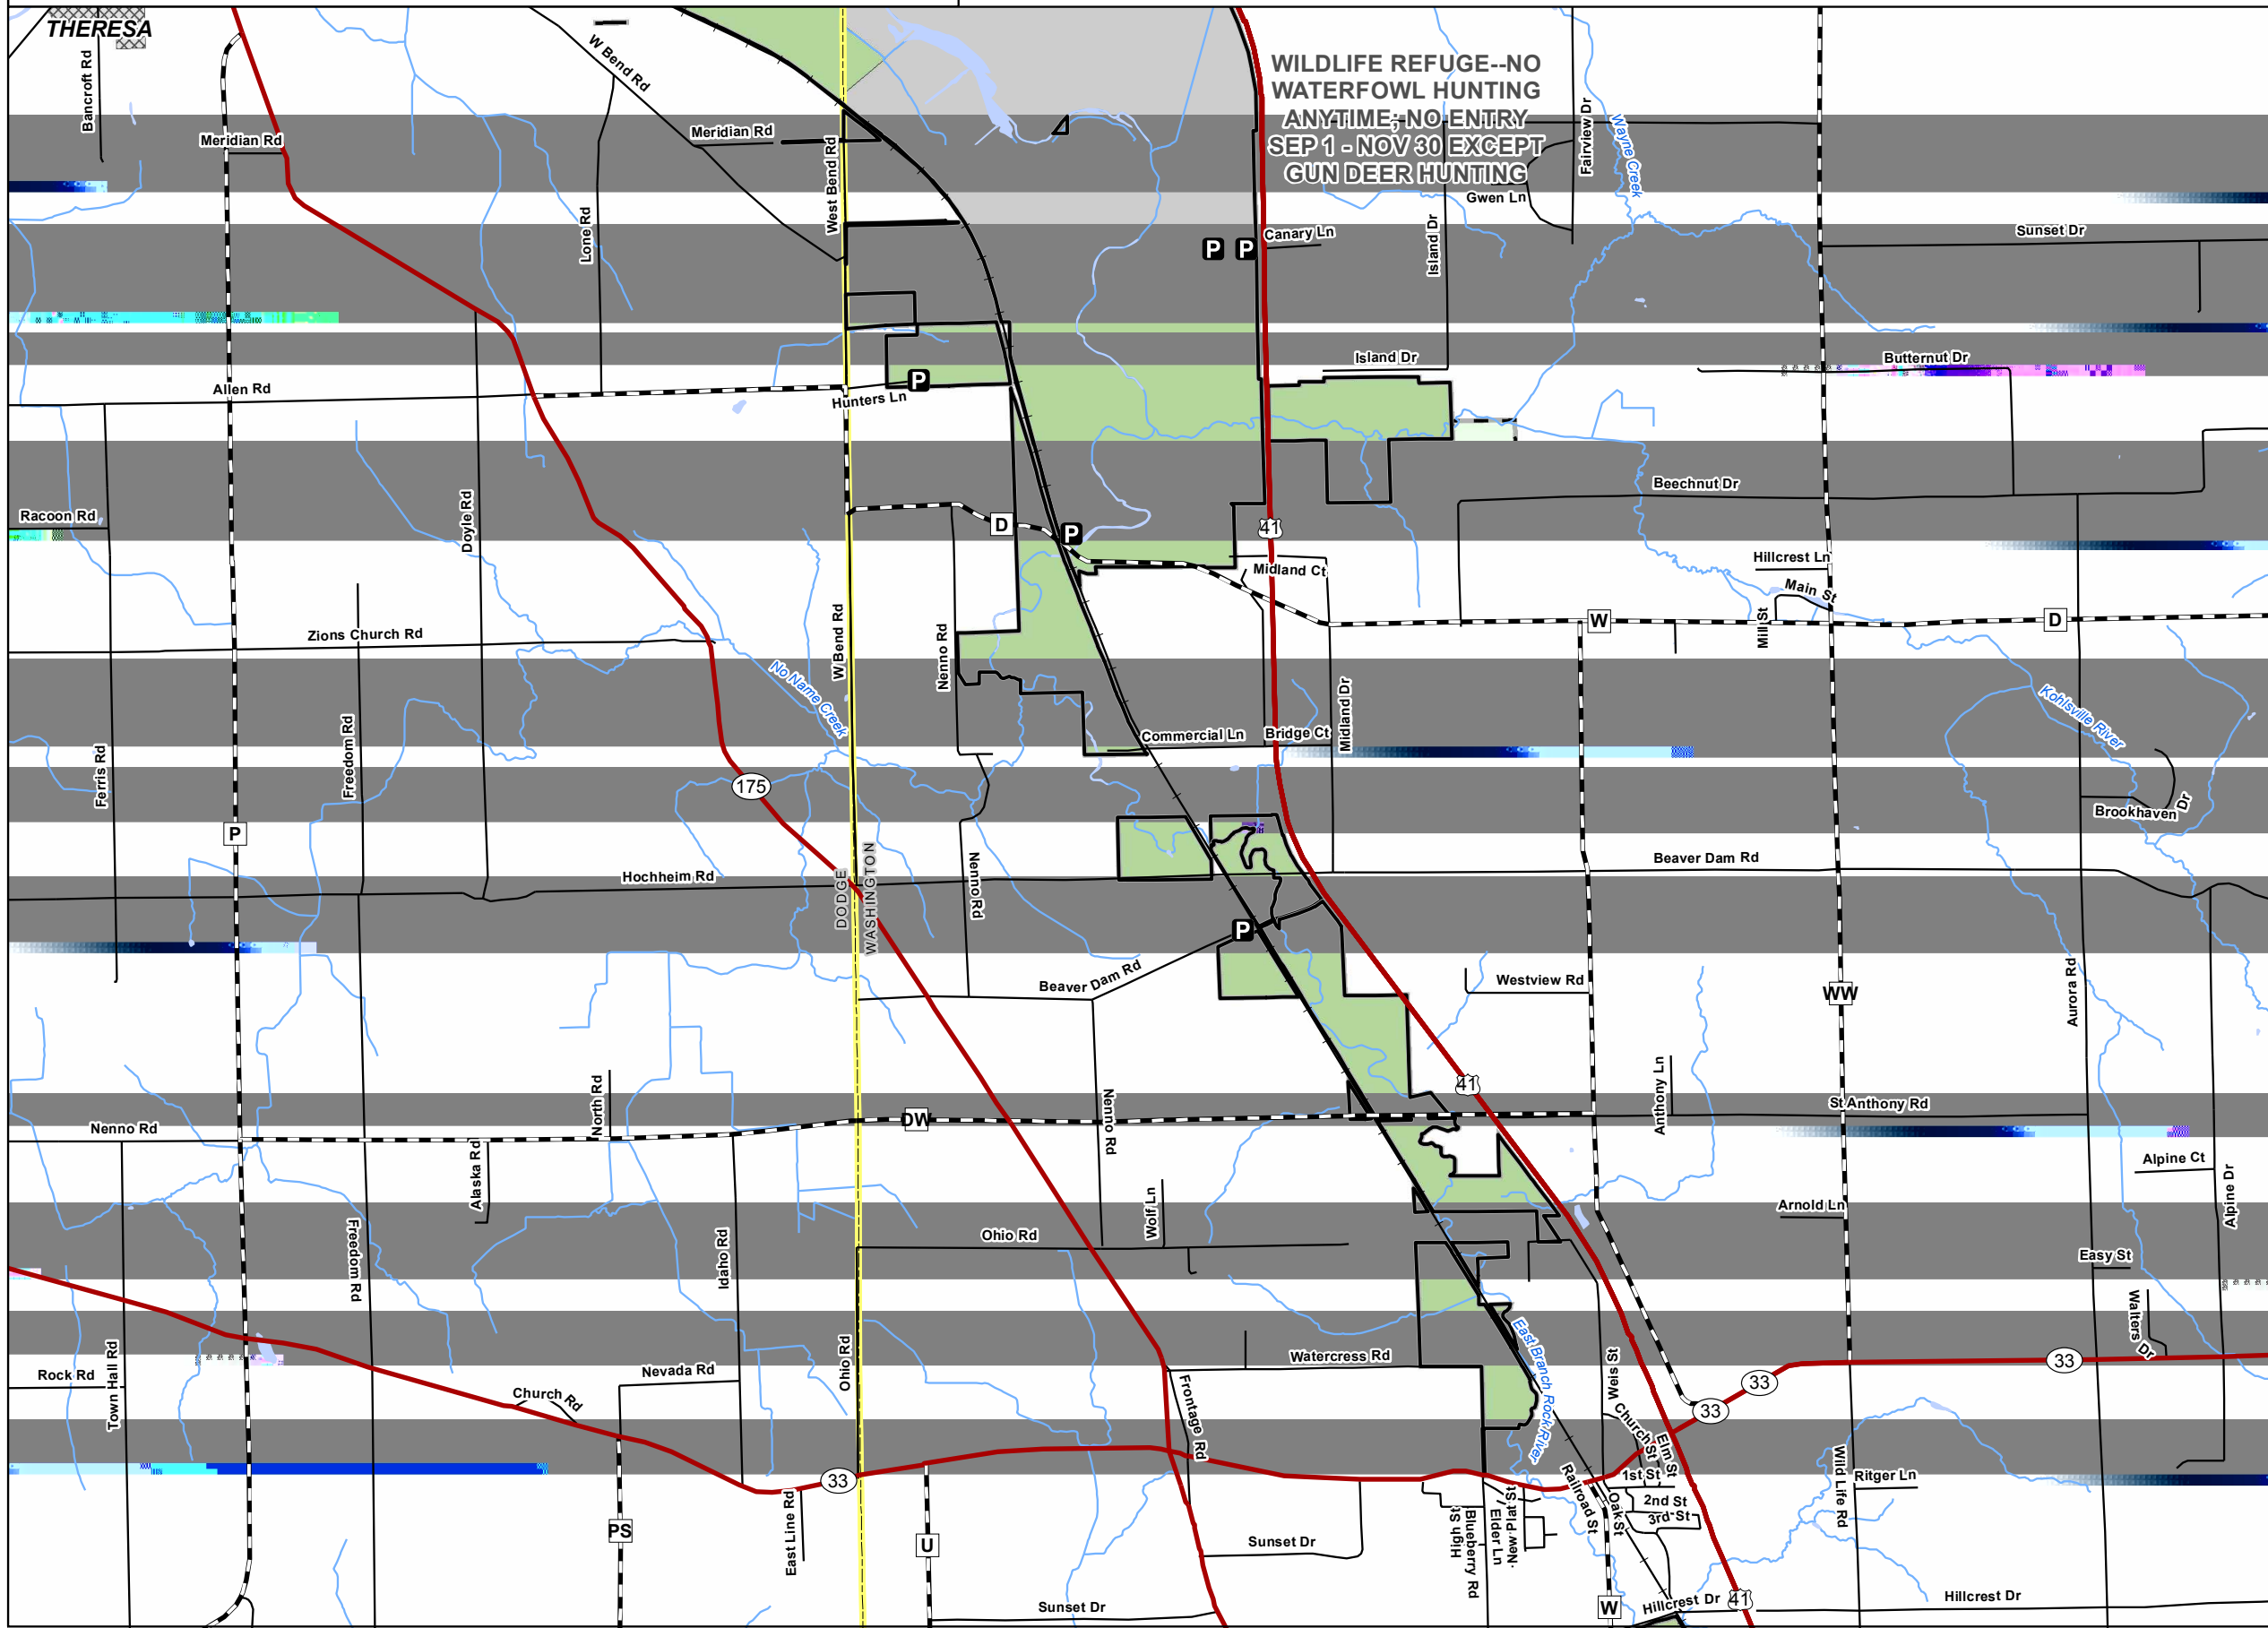 THERESA
Bancroft Rd
W Bend Rd
WILDLIFE REFUGE--NO
WATERFOWL HUNTING
ANYTIME; NO ENTRY
SEP 1 - NOV 30 EXCEPT
GUN DEER HUNTING
Fairview Dr
Wayne Creek
Meridian Rd
Meridian Rd
West Bend Rd
Gwen Ln
Lone Rd
P
P
Canary Ln
Island Dr
Sunset Dr
Island Dr
Butternut Dr
Allen Rd
P
Hunters Ln
Racoon Rd
Doyle Rd
D
P
41
Beechnut Dr
Midland Ct
Hillcrest Ln
Main St
Mill St
W
D
Zions Church Rd
W Bend Rd
Nenno Rd
No Name Creek
Midland Dr
Kohlsville River
Commercial Ln
Bridge Ct
Ferris Rd
Freedom Rd
175
P
Brookhaven Dr
Hochheim Rd
DODGE
WASHINGTON
Nenno Rd
Beaver Dam Rd
P
Beaver Dam Rd
Westview Rd
WW
Aurora Rd
41
Nenno Rd
North Rd
DW
Nenno Rd
Anthony Ln
St Anthony Rd
Alaska Rd
Alpine Ct
Alpine Dr
Wolf Ln
Arnold Ln
Freedom Rd
Idaho Rd
Ohio Rd
Easy St
Ohio Rd
East Branch Rock River
Walters Dr
Rock Rd
Town Hall Rd
Nevada Rd
Church Rd
Watercress Rd
Frontage Rd
Weis St
33
33
33
Church St
Elm St
33
1st St
2nd St
3rd St
Oak St
Railroad St
Wild Life Rd
Ritger Ln
PS
East Line Rd
U
Sunset Dr
High St
Blueberry Rd
Elder Ln
New Plat St
Sunset Dr
W
Hillcrest Dr
41
Hillcrest Dr